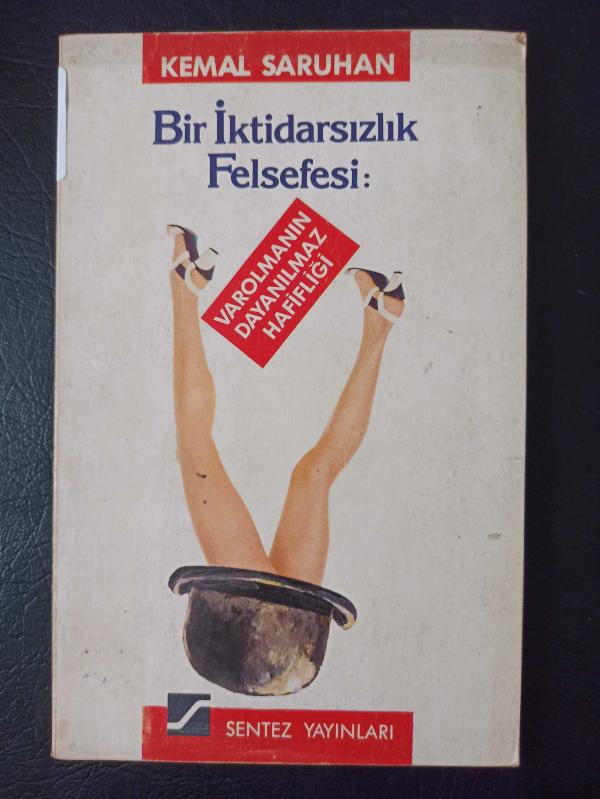 KEMAL SARUHAN
Bir İktidarsızlık
Felsefesi:
VAROLMANIN
DAYANILMAZ
HAFİFLİĞİ
SENTEZ YAYINLARI